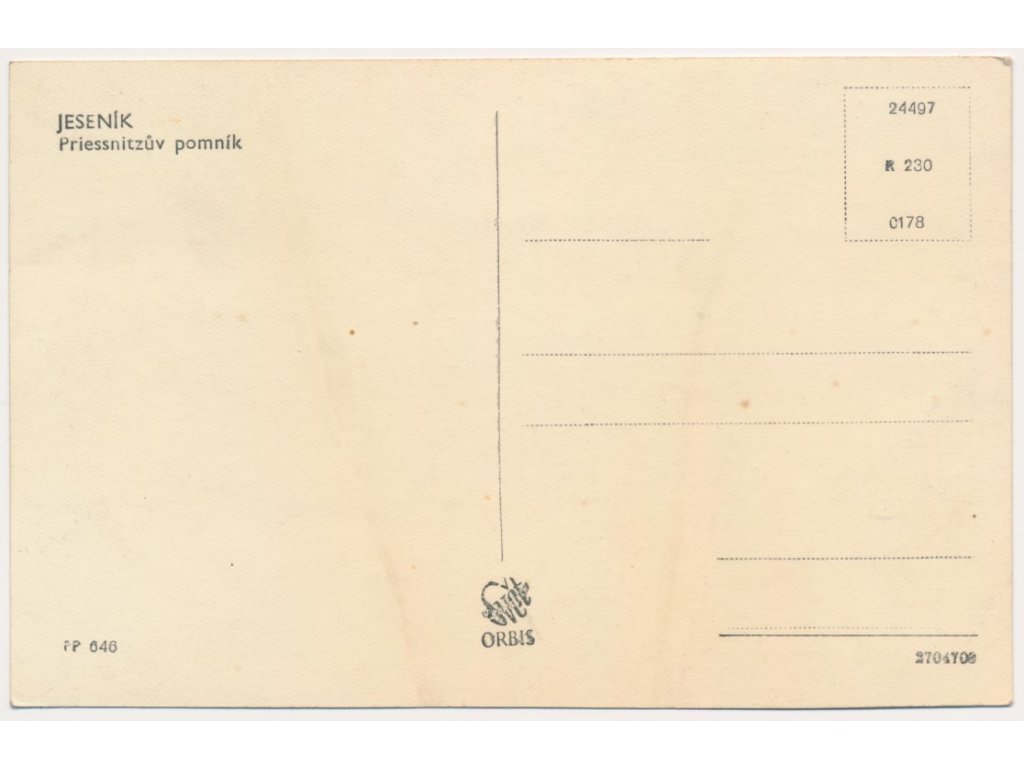 JESENÍK
Priessnitzův pomník
24497
R 230
0178
ORBIS
FP 646
2704708